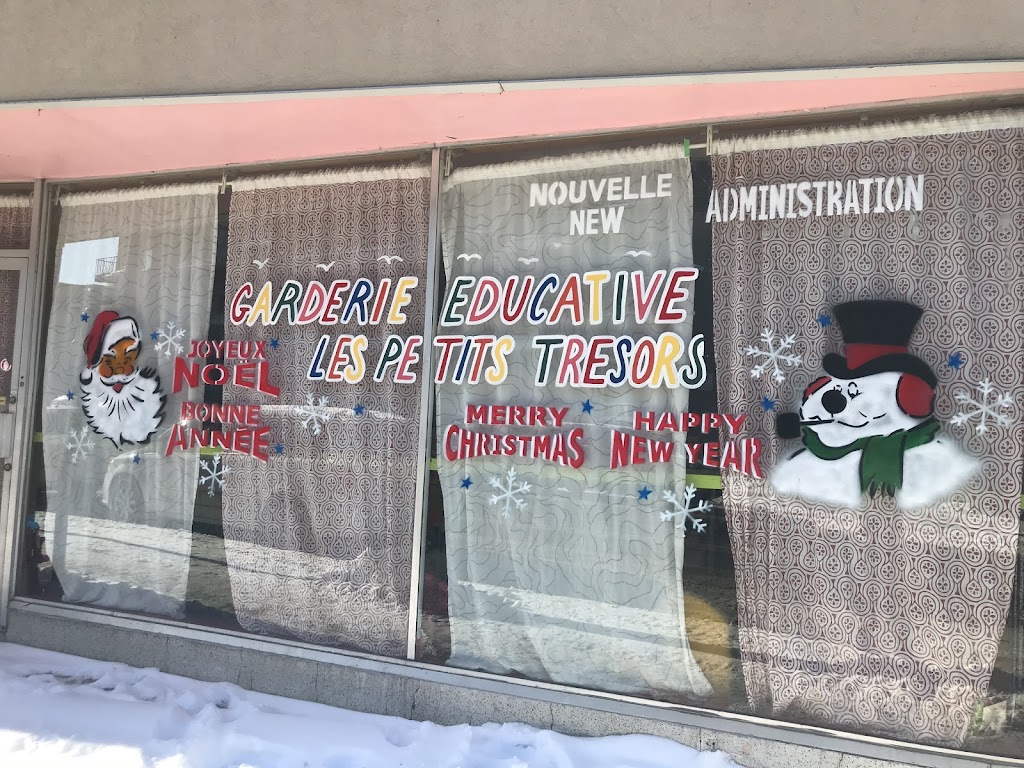 NOUVELLE ADMINISTRATION
NEW
GARDERIE EDUCATIVE
LES PETITS TRESORS
JOYEUX
NOËL
BONNE
ANNÉE
MERRY
CHRISTMAS
HAPPY
NEW YEAR